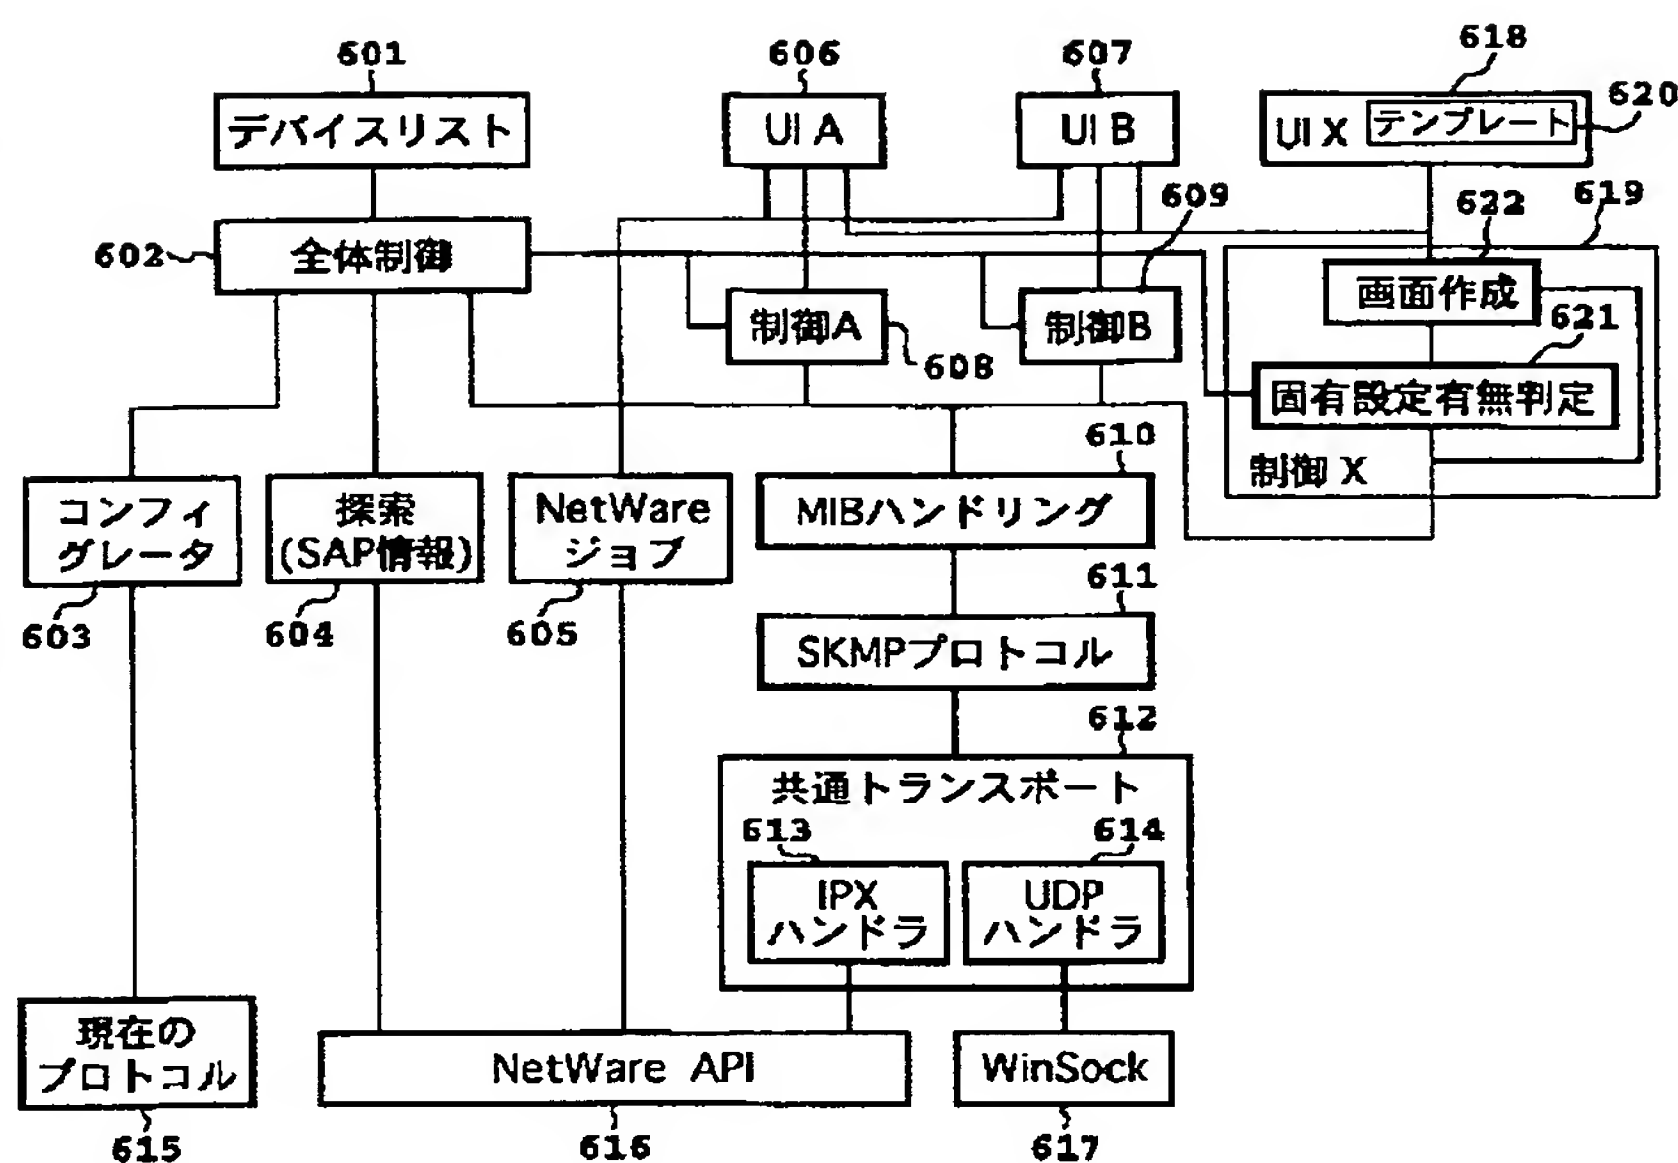 601
606
607
618
620
デバイスリスト
UI A
UI B
UI X
テンプレート
609
622
619
602
全体制御
画面作成
制御A
制御B
621
608
固有設定有無判定
610
制御 X
コンフィ
グレータ
探索
(SAP情報)
NetWare
ジョブ
MIBハンドリング
611
603
604
605
SKMPプロトコル
612
共通トランスポート
613
614
IPX
ハンドラ
UDP
ハンドラ
現在の
プロトコル
NetWare API
WinSock
615
616
617